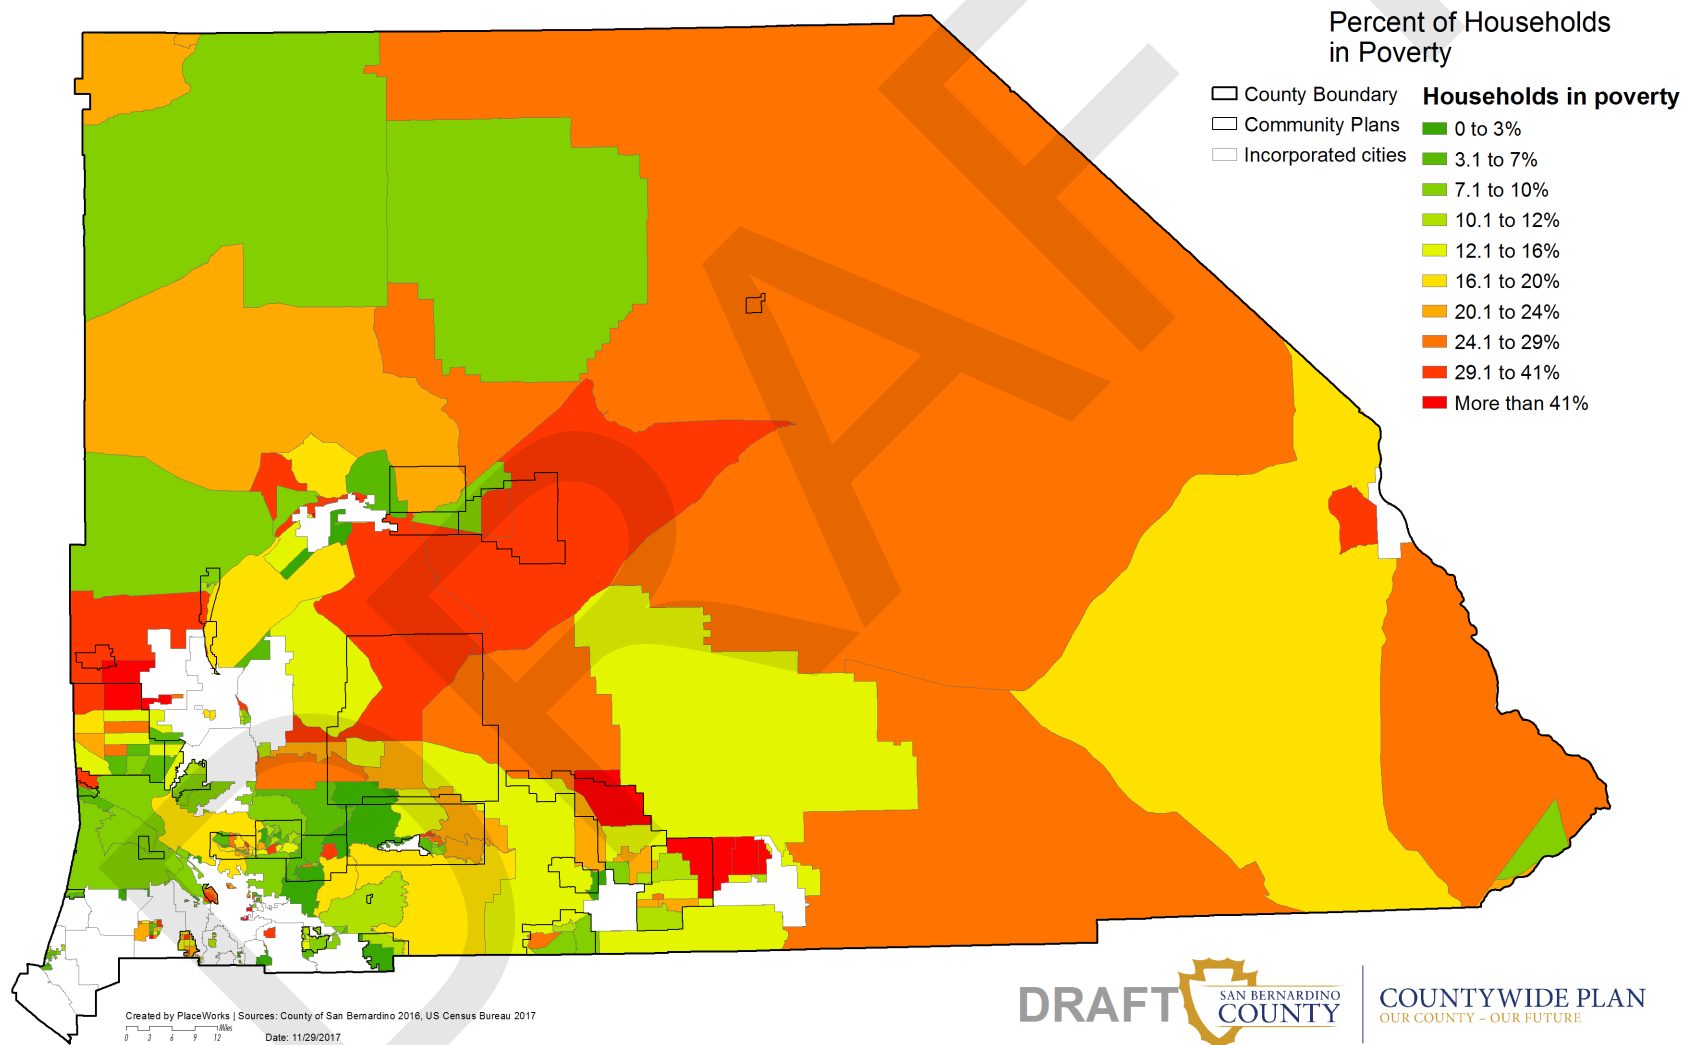 Percent of Households
in Poverty
County Boundary
Community Plans
Incorporated cities
Households in poverty
0 to 3%
3.1 to 7%
7.1 to 10%
10.1 to 12%
12.1 to 16%
16.1 to 20%
20.1 to 24%
24.1 to 29%
29.1 to 41%
More than 41%
DRAFT
Created by PlaceWorks | Sources: County of San Bernardino 2016, US Census Bureau 2017
Miles
0 3 6 9 12
Date: 11/29/2017
DRAFT
SAN BERNARDINO
COUNTY
COUNTYWIDE PLAN
OUR COUNTY – OUR FUTURE